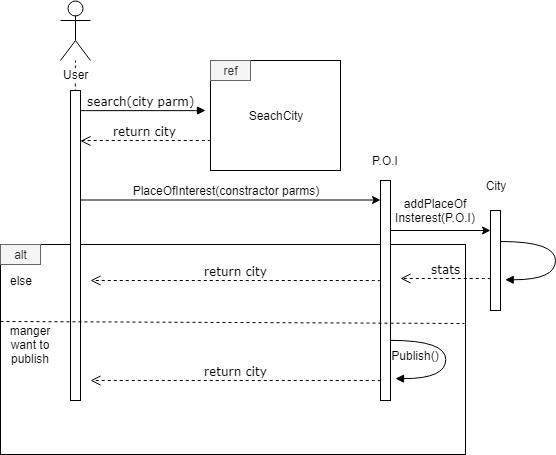 User
ref
search(city parm)
SeachCity
return city
P.O.I
PlaceOfInterest(constractor parms)
City
addPlaceOf
Insterest(P.O.I)
alt
else
return city
stats
manger
want to
publish
Publish()
return city